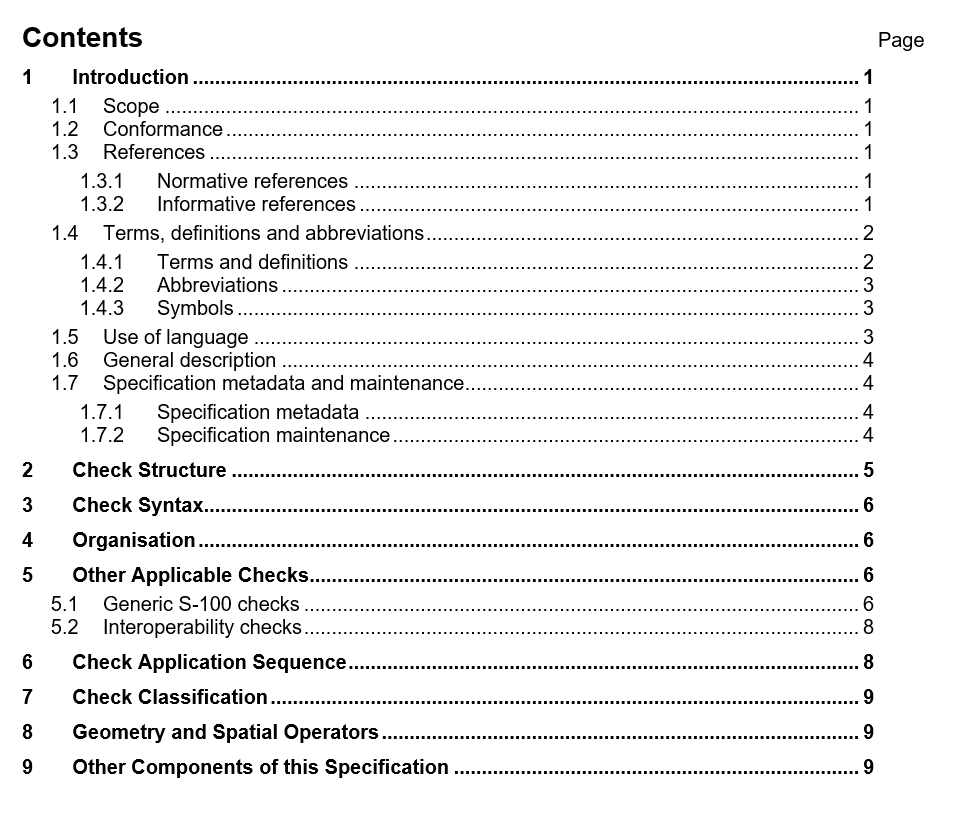 Contents Page
1 Introduction ........................................................................................................................ 1
1.1 Scope ........................................................................................................................ 1
1.2 Conformance ........................................................................................................................ 1
1.3 References ........................................................................................................................ 1
1.3.1 Normative references ........................................................................................................................ 1
1.3.2 Informative references ........................................................................................................................ 1
1.4 Terms, definitions and abbreviations ........................................................................................................................ 2
1.4.1 Terms and definitions ........................................................................................................................ 2
1.4.2 Abbreviations ........................................................................................................................ 3
1.4.3 Symbols ........................................................................................................................ 3
1.5 Use of language ........................................................................................................................ 3
1.6 General description ........................................................................................................................ 4
1.7 Specification metadata and maintenance ........................................................................................................................ 4
1.7.1 Specification metadata ........................................................................................................................ 4
1.7.2 Specification maintenance ........................................................................................................................ 4
2 Check Structure ........................................................................................................................ 5
3 Check Syntax ........................................................................................................................ 6
4 Organisation ........................................................................................................................ 6
5 Other Applicable Checks ........................................................................................................................ 6
5.1 Generic S-100 checks ........................................................................................................................ 6
5.2 Interoperability checks ........................................................................................................................ 8
6 Check Application Sequence ........................................................................................................................ 8
7 Check Classification ........................................................................................................................ 9
8 Geometry and Spatial Operators ........................................................................................................................ 9
9 Other Components of this Specification ........................................................................................................................ 9